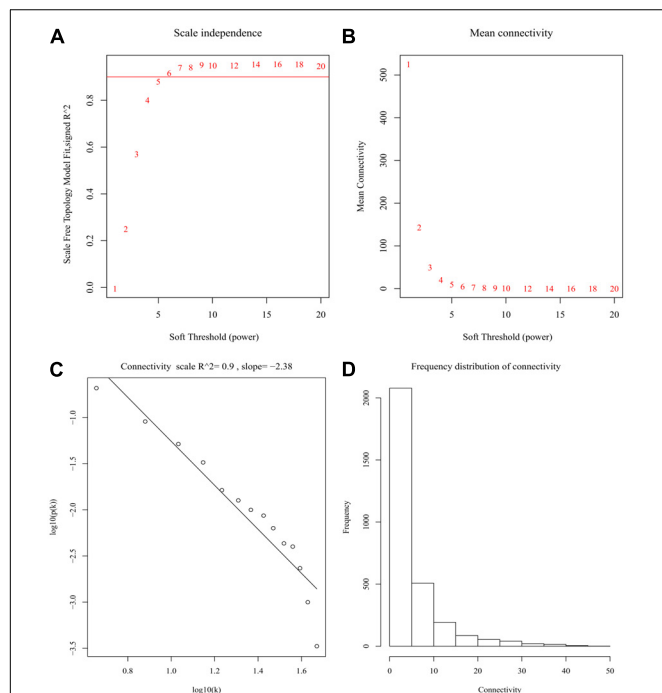 A
Scale independence
Scale Free Topology Model Fit,signed R^2
0.0 0.2 0.4 0.6 0.8
1 2 3 4 5 6 7 8 9 10 12 14 16 18 20
5 10 15 20
Soft Threshold (power)
B
Mean connectivity
Mean Connectivity
0 100 200 300 400 500
1 2 3 4 5 6 7 8 9 10 12 14 16 18 20
5 10 15 20
Soft Threshold (power)
C
Connectivity scale R^2= 0.9 , slope= −2.38
log10(p(k))
−3.5 −3.0 −2.5 −2.0 −1.5 −1.0
0.8 1.0 1.2 1.4 1.6
log10(k)
D
Frequency distribution of connectivity
Frequency
0 500 1000 1500 2000
0 10 20 30 40 50
Connectivity